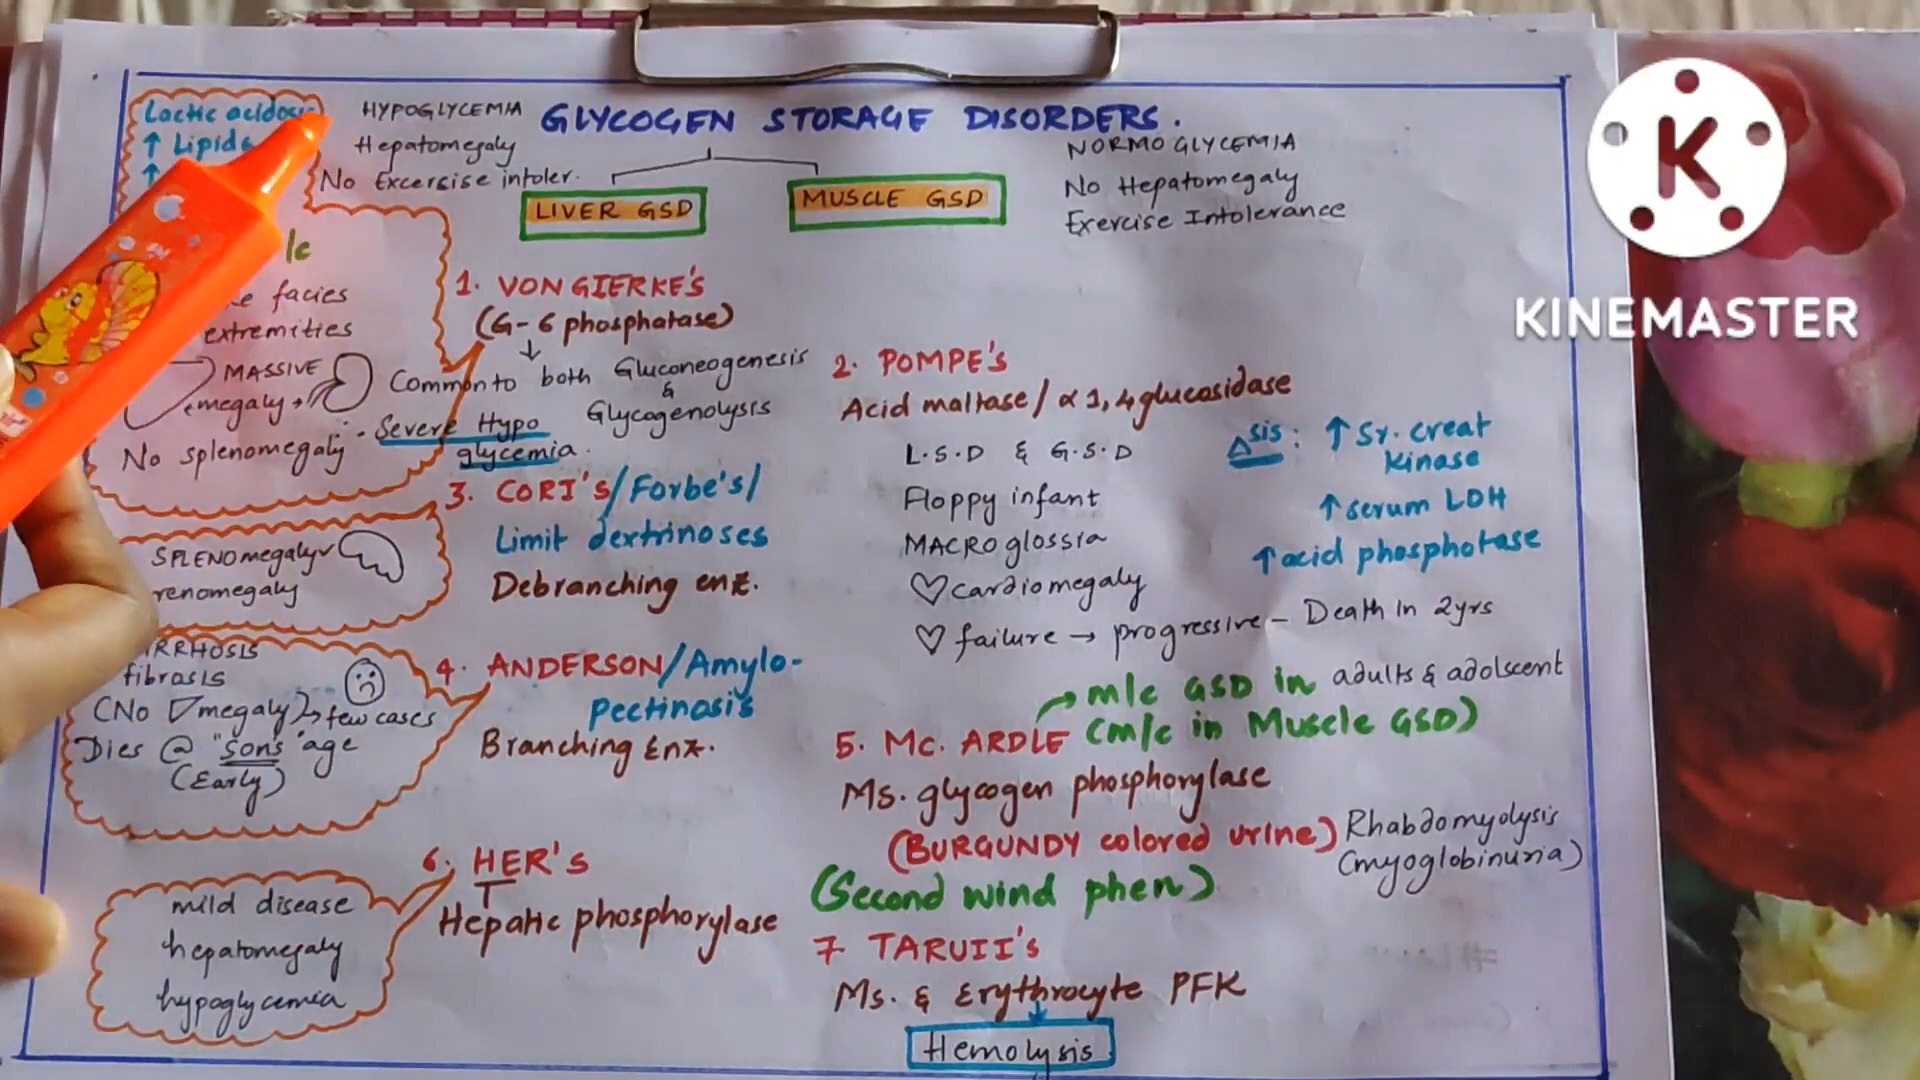 GLYCOGEN STORAGE DISORDERS.
HYPOGLYCEMIA
Hepatomegaly
No Excercise intoler.
LIVER GSD
MUSCLE GSD
NORMOGLYCEMIA
No Hepatomegaly
Exercise Intolerance
Lactic
↑ Lipids
↑
facies
extremities
MASSIVE
megaly →
No splenomegaly
1. VON GIERKE'S
(G-6 phosphatase)
↓
Common to both Gluconeogenesis
&
Glycogenolysis
- Severe Hypo
glycemia.
3. CORI'S/Forbe's/
Limit dextrinoses
Debranching enz.
SPLENOmegaly
renomegaly
4. ANDERSON/Amylo-
pectinosis
Branching Enz.
fibrosis
(No megaly) → few cases
Dies @ "5ons" age
(Early)
6. HER'S
Hepatic phosphorylase
mild disease
hepatomegaly
hypoglycemia
2. POMPE'S
Acid maltase/α 1,4 glucosidase
L.S.D & G.S.D
Floppy infant
MACROglossia
♡ cardiomegaly
♡ failure → progressive - Death in 2yrs
Δsis: ↑ Sr. creat
kinase
↑ serum LDH
↑ acid phosphotase
→ m/c GSD in adults & adolscent
5. Mc. ARDLE (m/c in Muscle GSD)
Ms. glycogen phosphorylase
(BURGUNDY colored urine) Rhabdomyolysis
(myoglobinuria)
(Second wind phen)
7 TARUII's
Ms. & Erythrocyte PFK
↓
Hemolysis
K
KINEMASTER